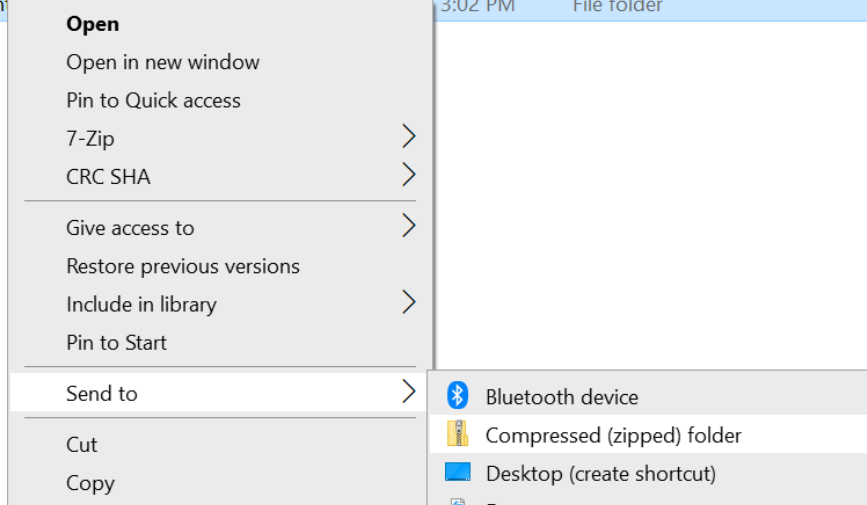 3:02 PM File folder
Open
Open in new window
Pin to Quick access
7-Zip
CRC SHA
Give access to
Restore previous versions
Include in library
Pin to Start
Send to
Cut
Copy
Bluetooth device
Compressed (zipped) folder
Desktop (create shortcut)